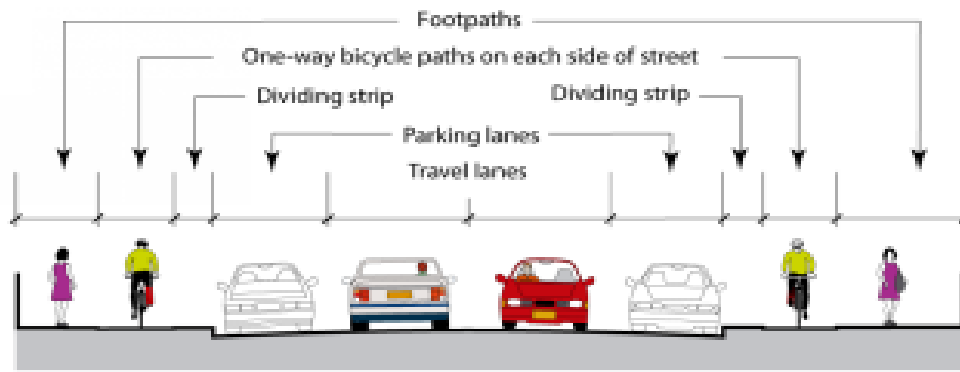 Footpaths
One-way bicycle paths on each side of street
Dividing strip
Dividing strip
Parking lanes
Travel lanes